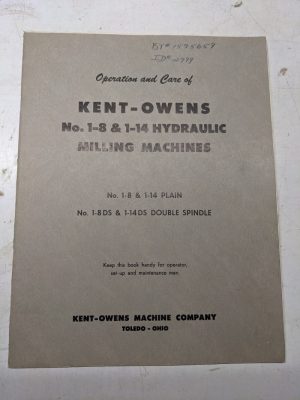 Operation and Care of
KENT-OWENS
No. 1-8 & 1-14 HYDRAULIC
MILLING MACHINES
No. 1-8 & 1-14 PLAIN
No. 1-8DS & 1-14DS DOUBLE SPINDLE
Keep this book handy for operator,
set-up and maintenance man.
KENT-OWENS MACHINE COMPANY
TOLEDO - OHIO